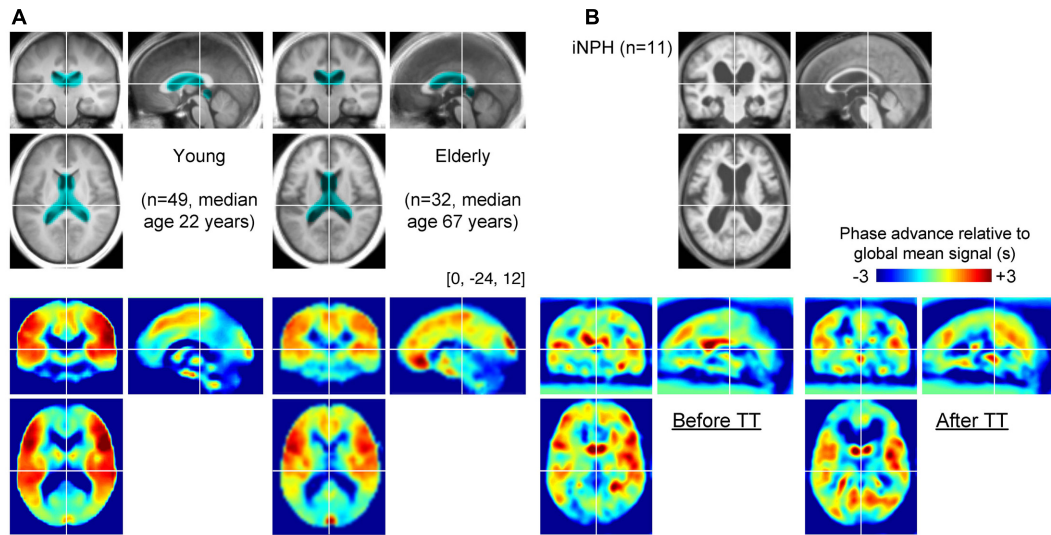 A
B
iNPH (n=11)
Young
(n=49, median
age 22 years)
Elderly
(n=32, median
age 67 years)
Phase advance relative to
global mean signal (s)
-3
+3
[0, -24, 12]
Before TT
After TT